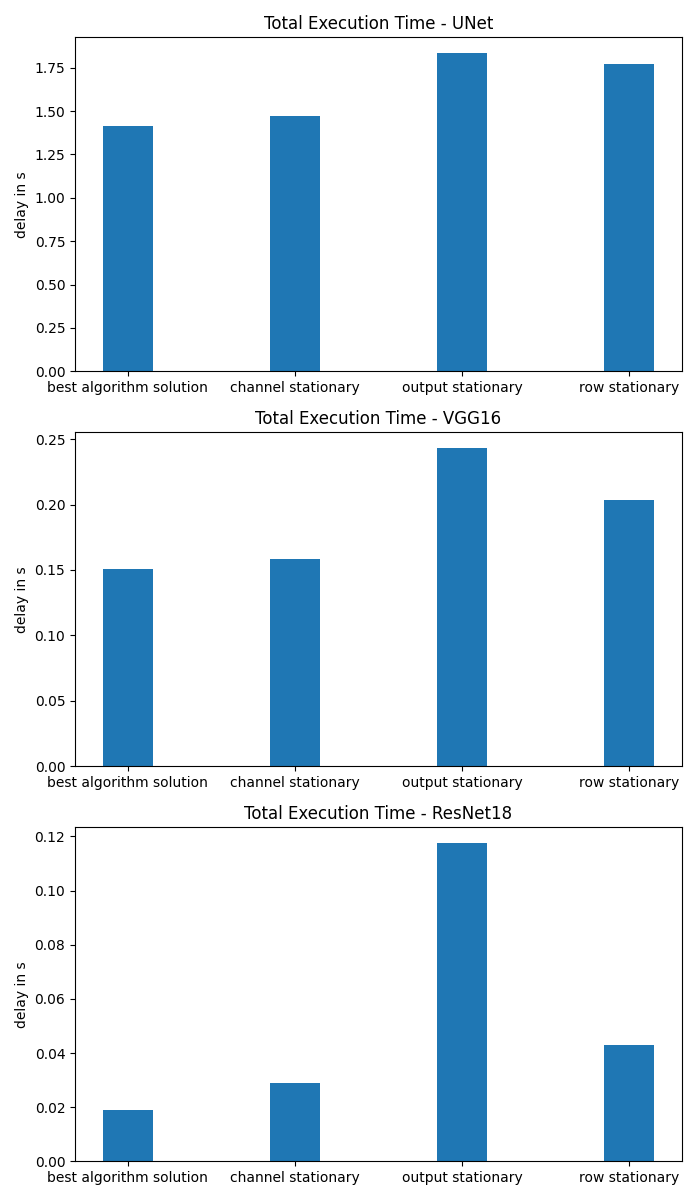 Total Execution Time - UNet
1.75
1.50
1.25
1.00
0.75
0.50
0.25
0.00
delay in s
best algorithm solution channel stationary output stationary row stationary
Total Execution Time - VGG16
0.25
0.20
0.15
0.10
0.05
0.00
delay in s
best algorithm solution channel stationary output stationary row stationary
Total Execution Time - ResNet18
0.12
0.10
0.08
0.06
0.04
0.02
0.00
delay in s
best algorithm solution channel stationary output stationary row stationary